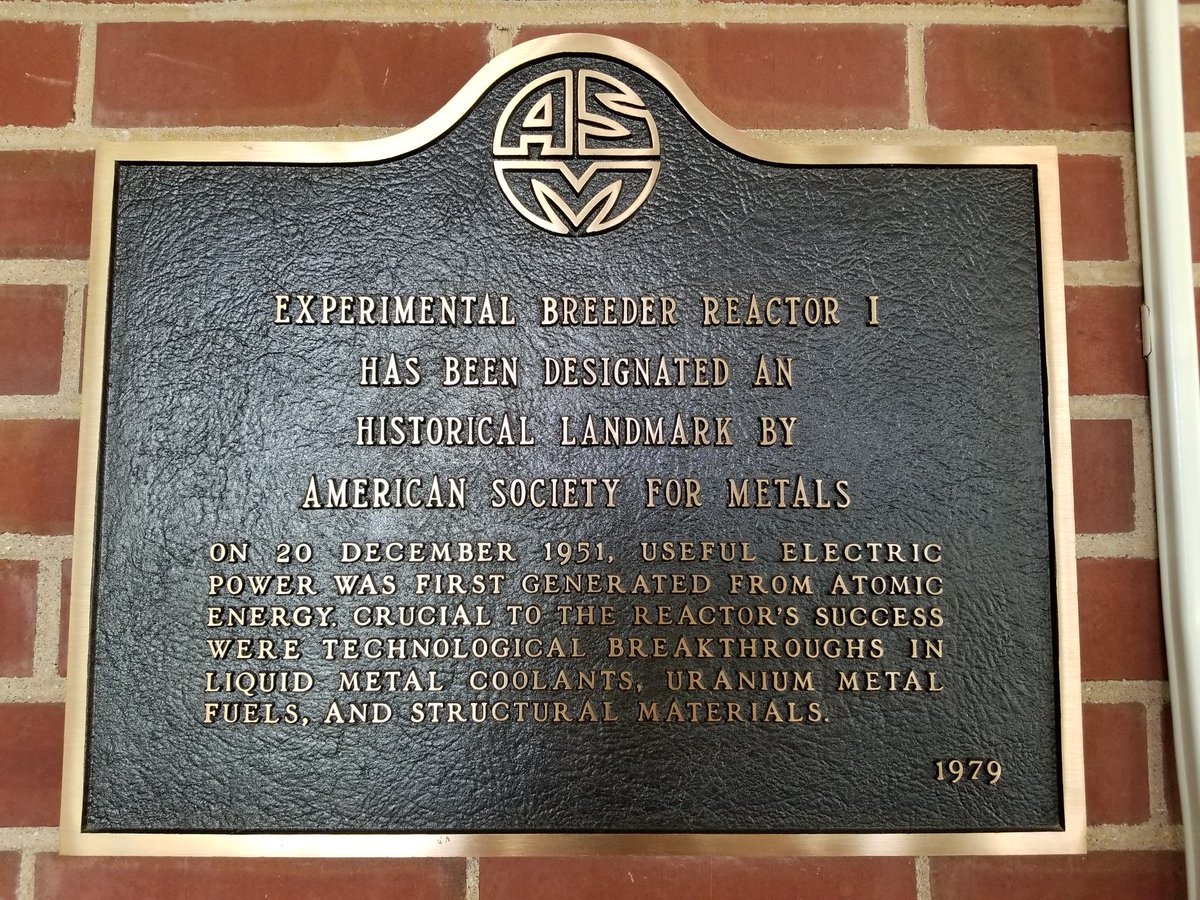 ASM
EXPERIMENTAL BREEDER REACTOR I
HAS BEEN DESIGNATED AN
HISTORICAL LANDMARK BY
AMERICAN SOCIETY FOR METALS
ON 20 DECEMBER 1951, USEFUL ELECTRIC
POWER WAS FIRST GENERATED FROM ATOMIC
ENERGY. CRUCIAL TO THE REACTOR'S SUCCESS
WERE TECHNOLOGICAL BREAKTHROUGHS IN
LIQUID METAL COOLANTS, URANIUM METAL
FUELS, AND STRUCTURAL MATERIALS.
1979